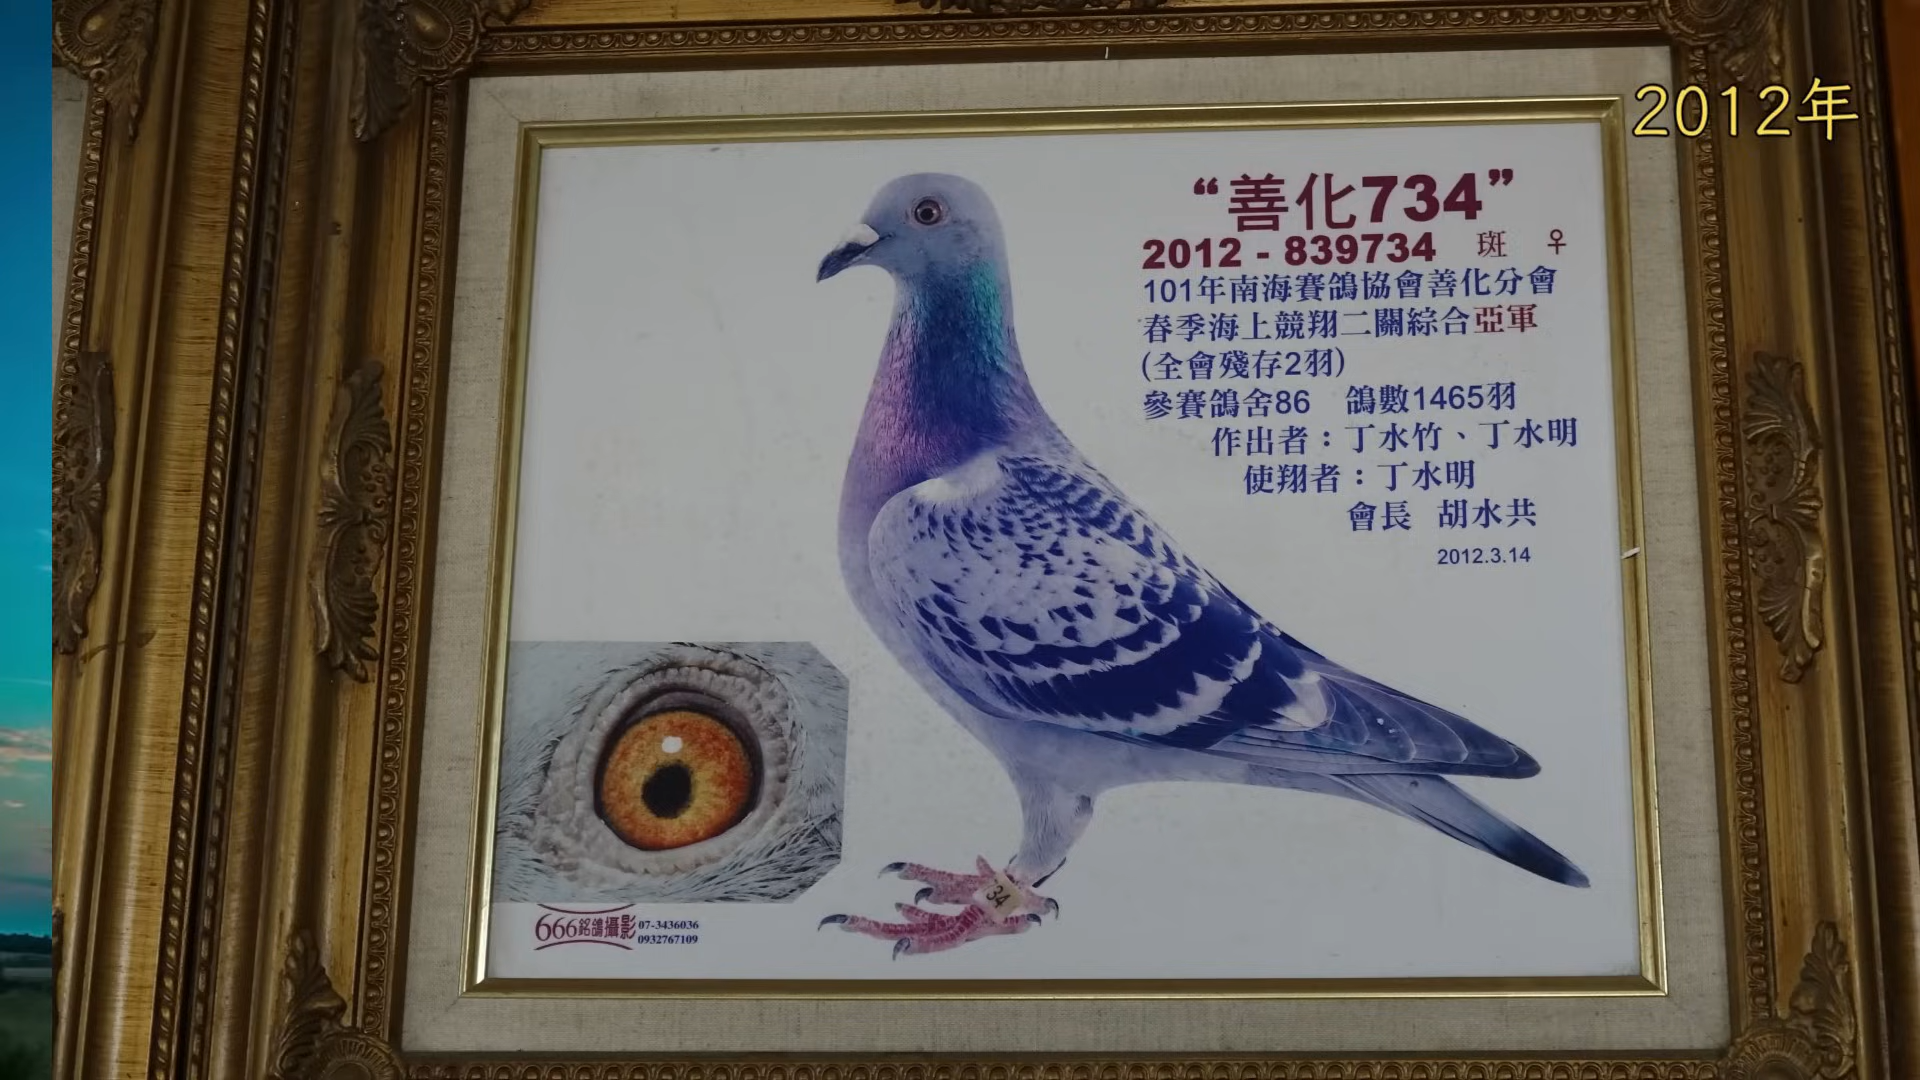 2012年
“善化734”
2012 - 839734 斑 ♀
101年南海賽鴿協會善化分會
春季海上競翔二關綜合亞軍
(全會殘存2羽)
參賽鴿舍86 鴿數1465羽
作出者：丁水竹、丁水明
使翔者：丁水明
會長 胡水共
2012.3.14
734
666銘鴿攝影 07-3436036
0932767109